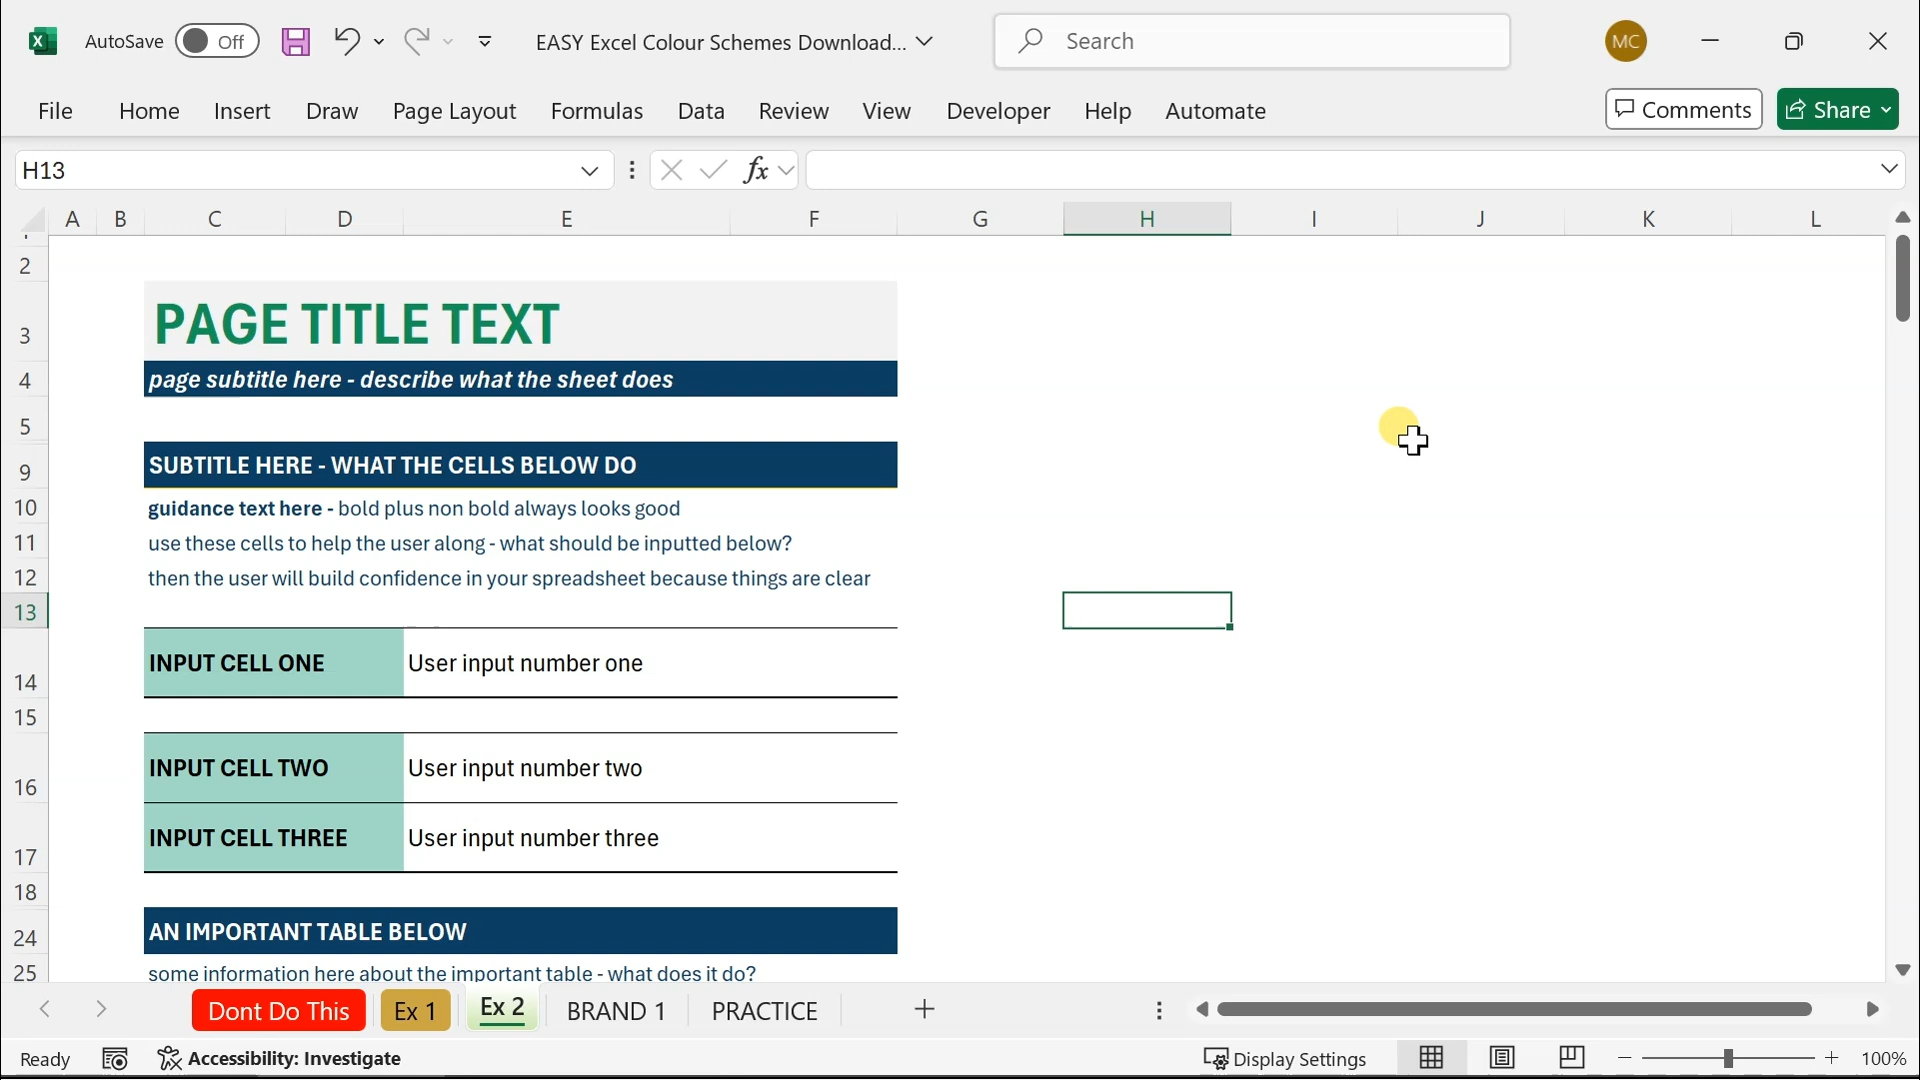 AutoSave Off EASY Excel Colour Schemes Download... Search MC
File Home Insert Draw Page Layout Formulas Data Review View Developer Help Automate Comments Share
H13 fx
A B C D E F G H I J K L
2
3 PAGE TITLE TEXT
4 page subtitle here - describe what the sheet does
5
9 SUBTITLE HERE - WHAT THE CELLS BELOW DO
10 guidance text here - bold plus non bold always looks good
11 use these cells to help the user along - what should be inputted below?
12 then the user will build confidence in your spreadsheet because things are clear
13
14 INPUT CELL ONE User input number one
15
16 INPUT CELL TWO User input number two
17 INPUT CELL THREE User input number three
18
24 AN IMPORTANT TABLE BELOW
25 some information here about the important table - what does it do?
Dont Do This Ex 1 Ex 2 BRAND 1 PRACTICE
Ready Accessibility: Investigate Display Settings 100%